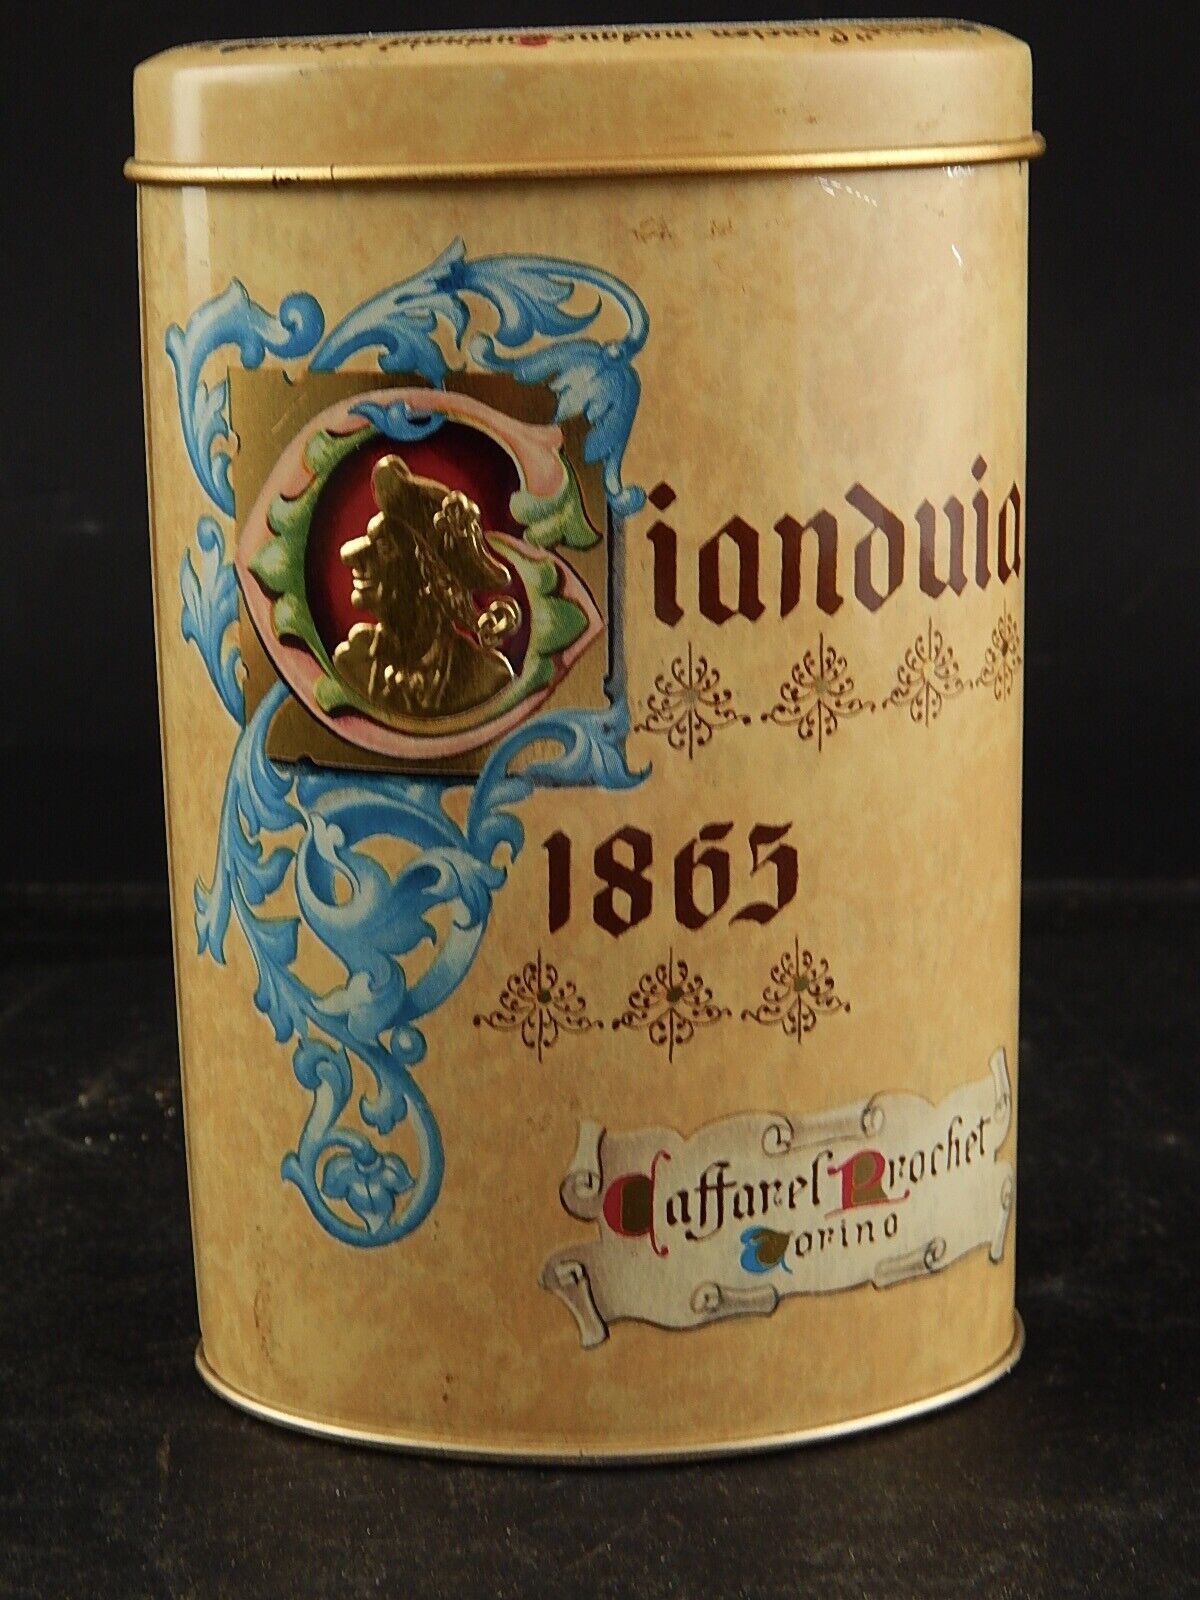 Gianduia
1865
Caffarel Prochet
Torino